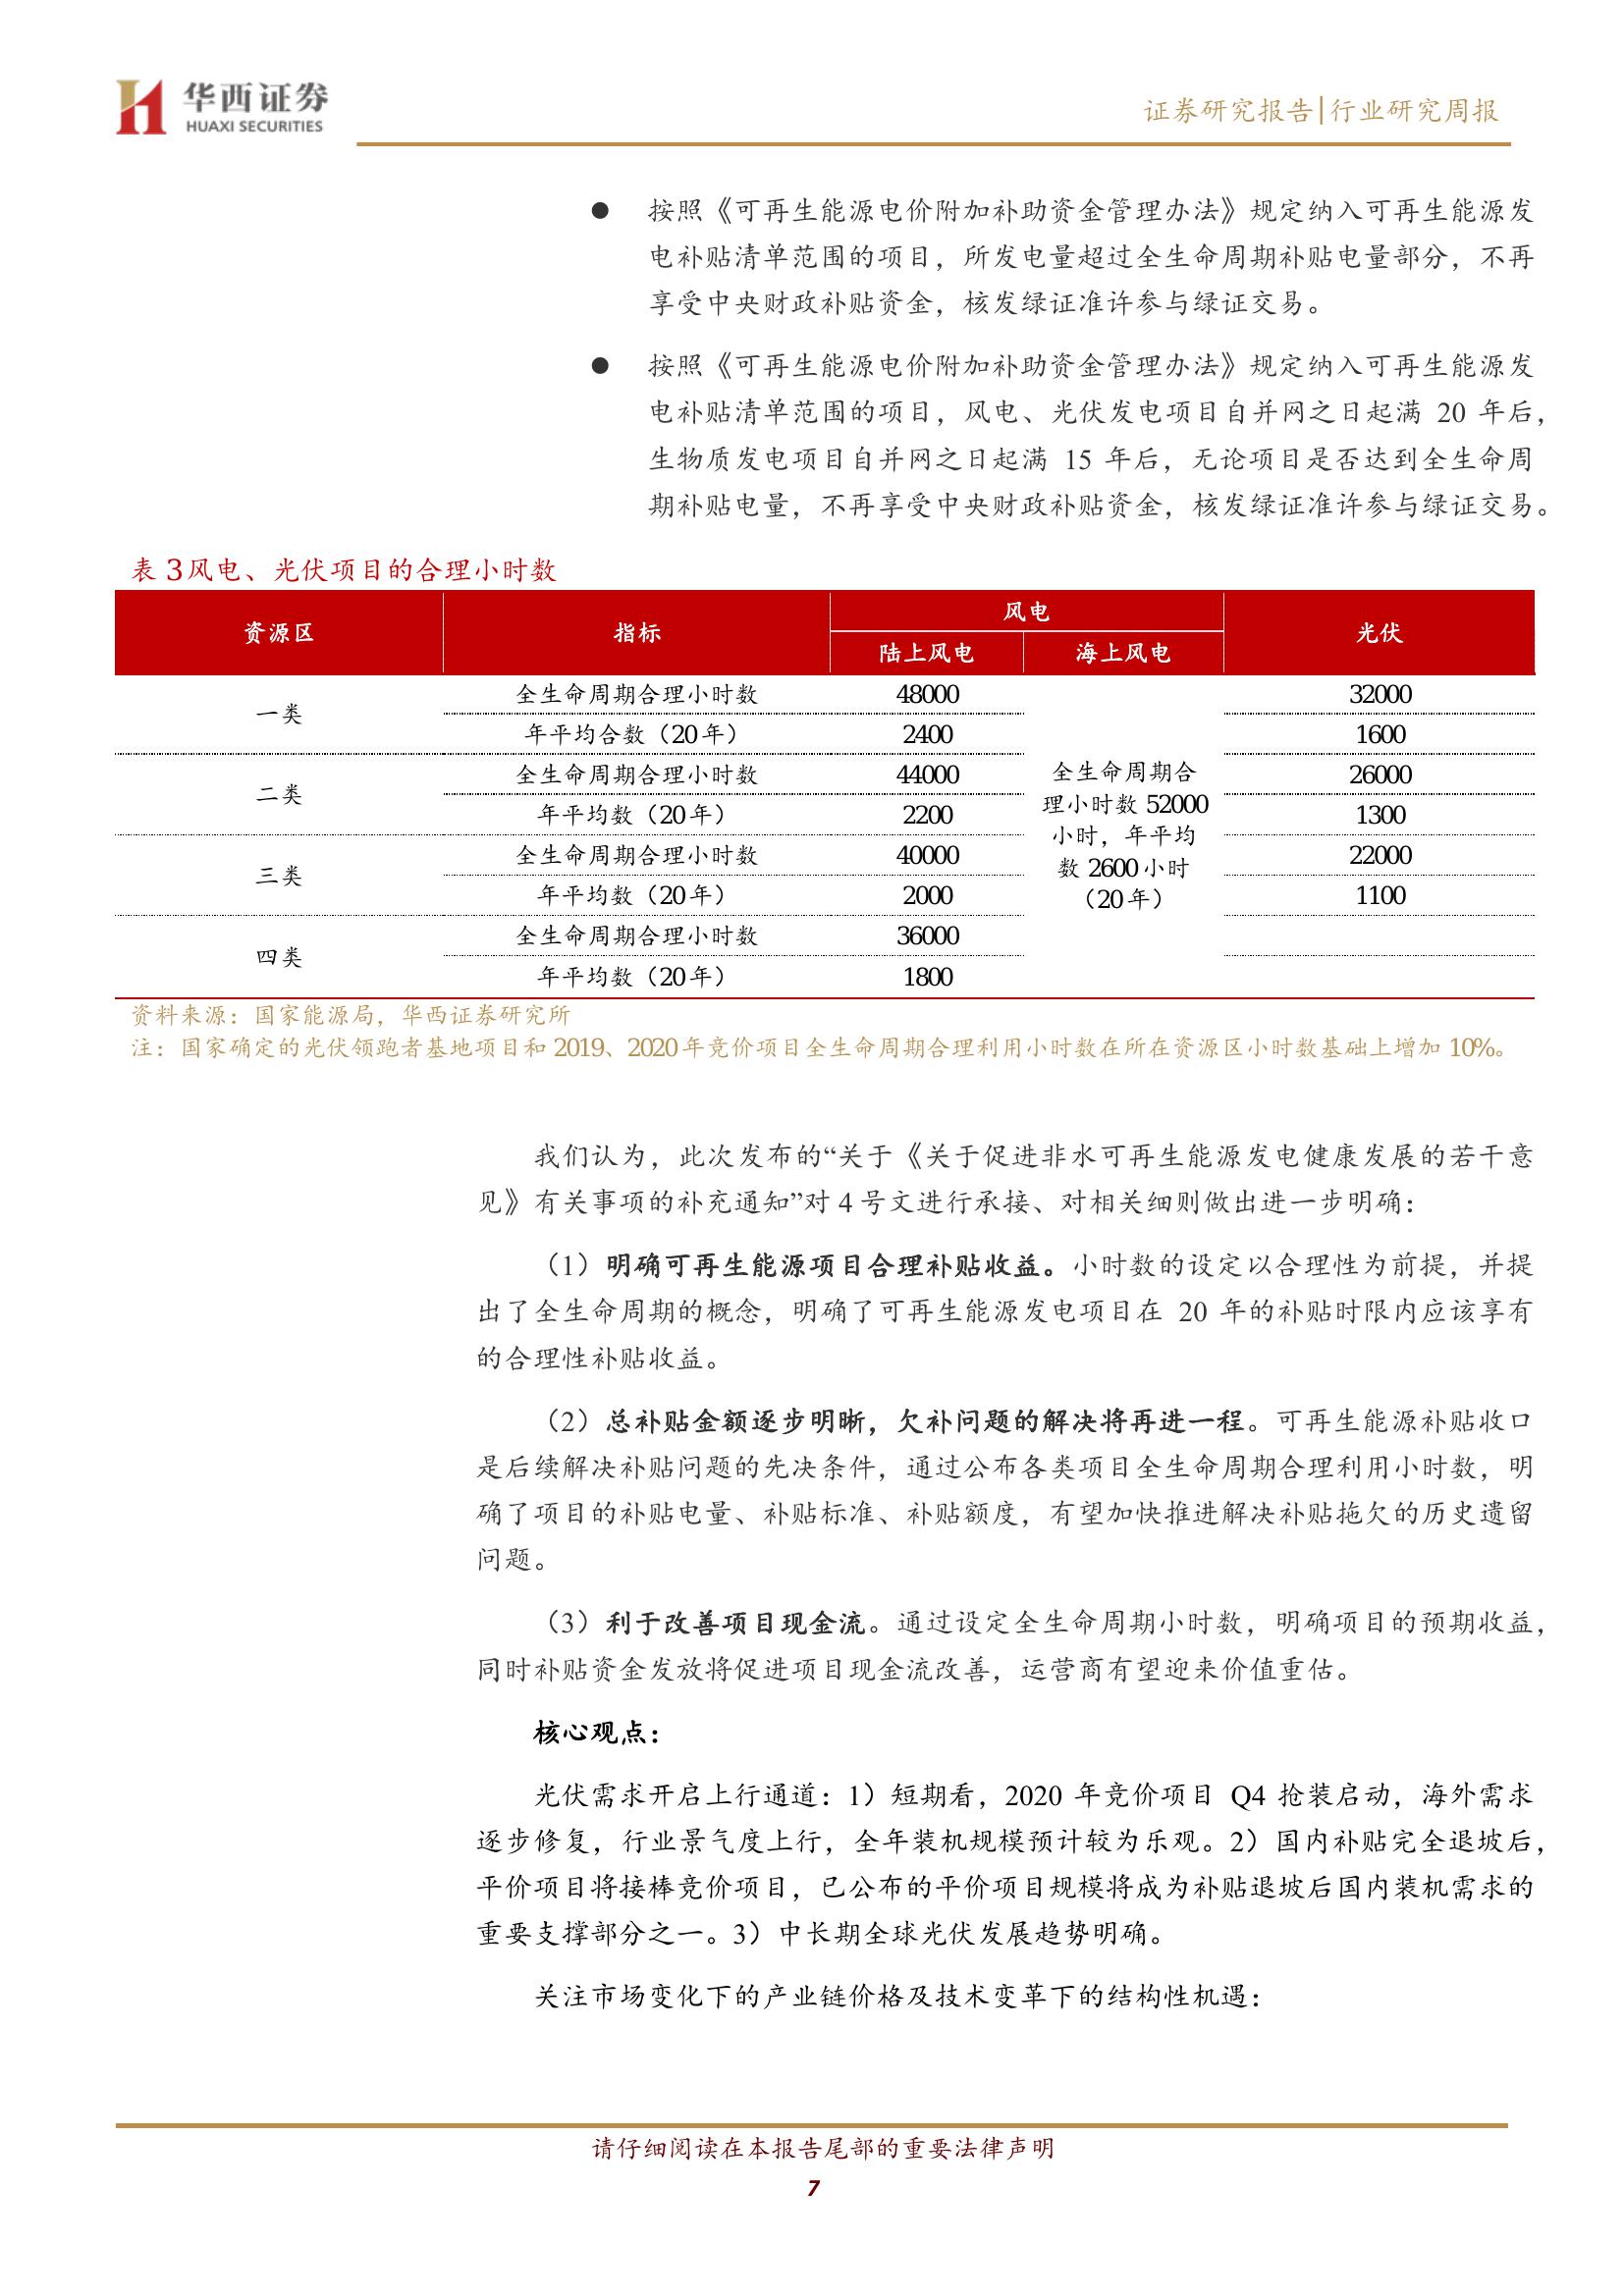 华西证券
HUAXI SECURITIES
证券研究报告|行业研究周报
● 按照《可再生能源电价附加补助资金管理办法》规定纳入可再生能源发
电补贴清单范围的项目，所发电量超过全生命周期补贴电量部分，不再
享受中央财政补贴资金，核发绿证准许参与绿证交易。
● 按照《可再生能源电价附加补助资金管理办法》规定纳入可再生能源发
电补贴清单范围的项目，风电、光伏发电项目自并网之日起满 20 年后，
生物质发电项目自并网之日起满 15 年后，无论项目是否达到全生命周
期补贴电量，不再享受中央财政补贴资金，核发绿证准许参与绿证交易。
表 3 风电、光伏项目的合理小时数
资源区 指标 风电 光伏
陆上风电 海上风电
一类 全生命周期合理小时数 48000 32000
年平均合数（20 年） 2400 1600
二类 全生命周期合理小时数 44000 26000
年平均数（20 年） 2200 1300
三类 全生命周期合理小时数 40000 22000
年平均数（20 年） 2000 1100
四类 全生命周期合理小时数 36000
年平均数（20 年） 1800
全生命周期合
理小时数 52000
小时，年平均
数 2600 小时
（20 年）
资料来源：国家能源局，华西证券研究所
注：国家确定的光伏领跑者基地项目和 2019、2020 年竞价项目全生命周期合理利用小时数在所在资源区小时数基础上增加 10%。
我们认为，此次发布的“关于《关于促进非水可再生能源发电健康发展的若干意
见》有关事项的补充通知”对 4 号文进行承接、对相关细则做出进一步明确：
（1）明确可再生能源项目合理补贴收益。小时数的设定以合理性为前提，并提
出了全生命周期的概念，明确了可再生能源发电项目在 20 年的补贴时限内应该享有
的合理性补贴收益。
（2）总补贴金额逐步明晰，欠补问题的解决将再进一程。可再生能源补贴收口
是后续解决补贴问题的先决条件，通过公布各类项目全生命周期合理利用小时数，明
确了项目的补贴电量、补贴标准、补贴额度，有望加快推进解决补贴拖欠的历史遗留
问题。
（3）利于改善项目现金流。通过设定全生命周期小时数，明确项目的预期收益，
同时补贴资金发放将促进项目现金流改善，运营商有望迎来价值重估。
核心观点：
光伏需求开启上行通道：1）短期看，2020 年竞价项目 Q4 抢装启动，海外需求
逐步修复，行业景气度上行，全年装机规模预计较为乐观。2）国内补贴完全退坡后，
平价项目将接棒竞价项目，已公布的平价项目规模将成为补贴退坡后国内装机需求的
重要支撑部分之一。3）中长期全球光伏发展趋势明确。
关注市场变化下的产业链价格及技术变革下的结构性机遇：
请仔细阅读在本报告尾部的重要法律声明
7